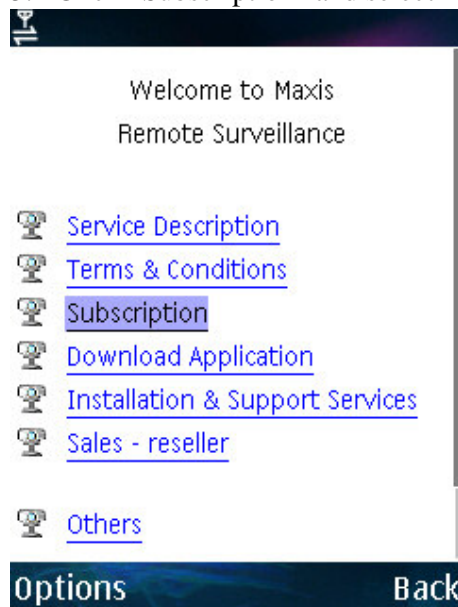 Welcome to Maxis
Remote Surveillance
Service Description
Terms & Conditions
Subscription
Download Application
Installation & Support Services
Sales - reseller
Others
Options Back